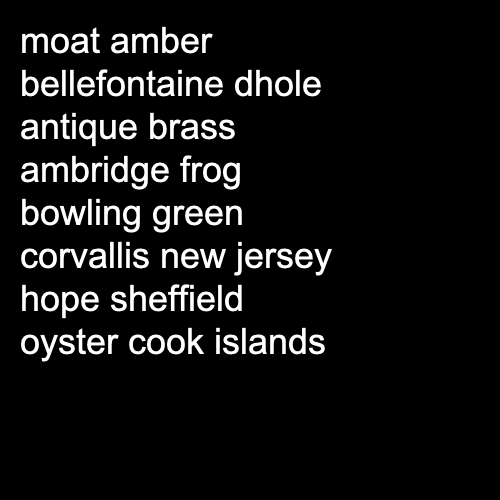 moat amber
bellefontaine dhole
antique brass
ambridge frog
bowling green
corvallis new jersey
hope sheffield
oyster cook islands